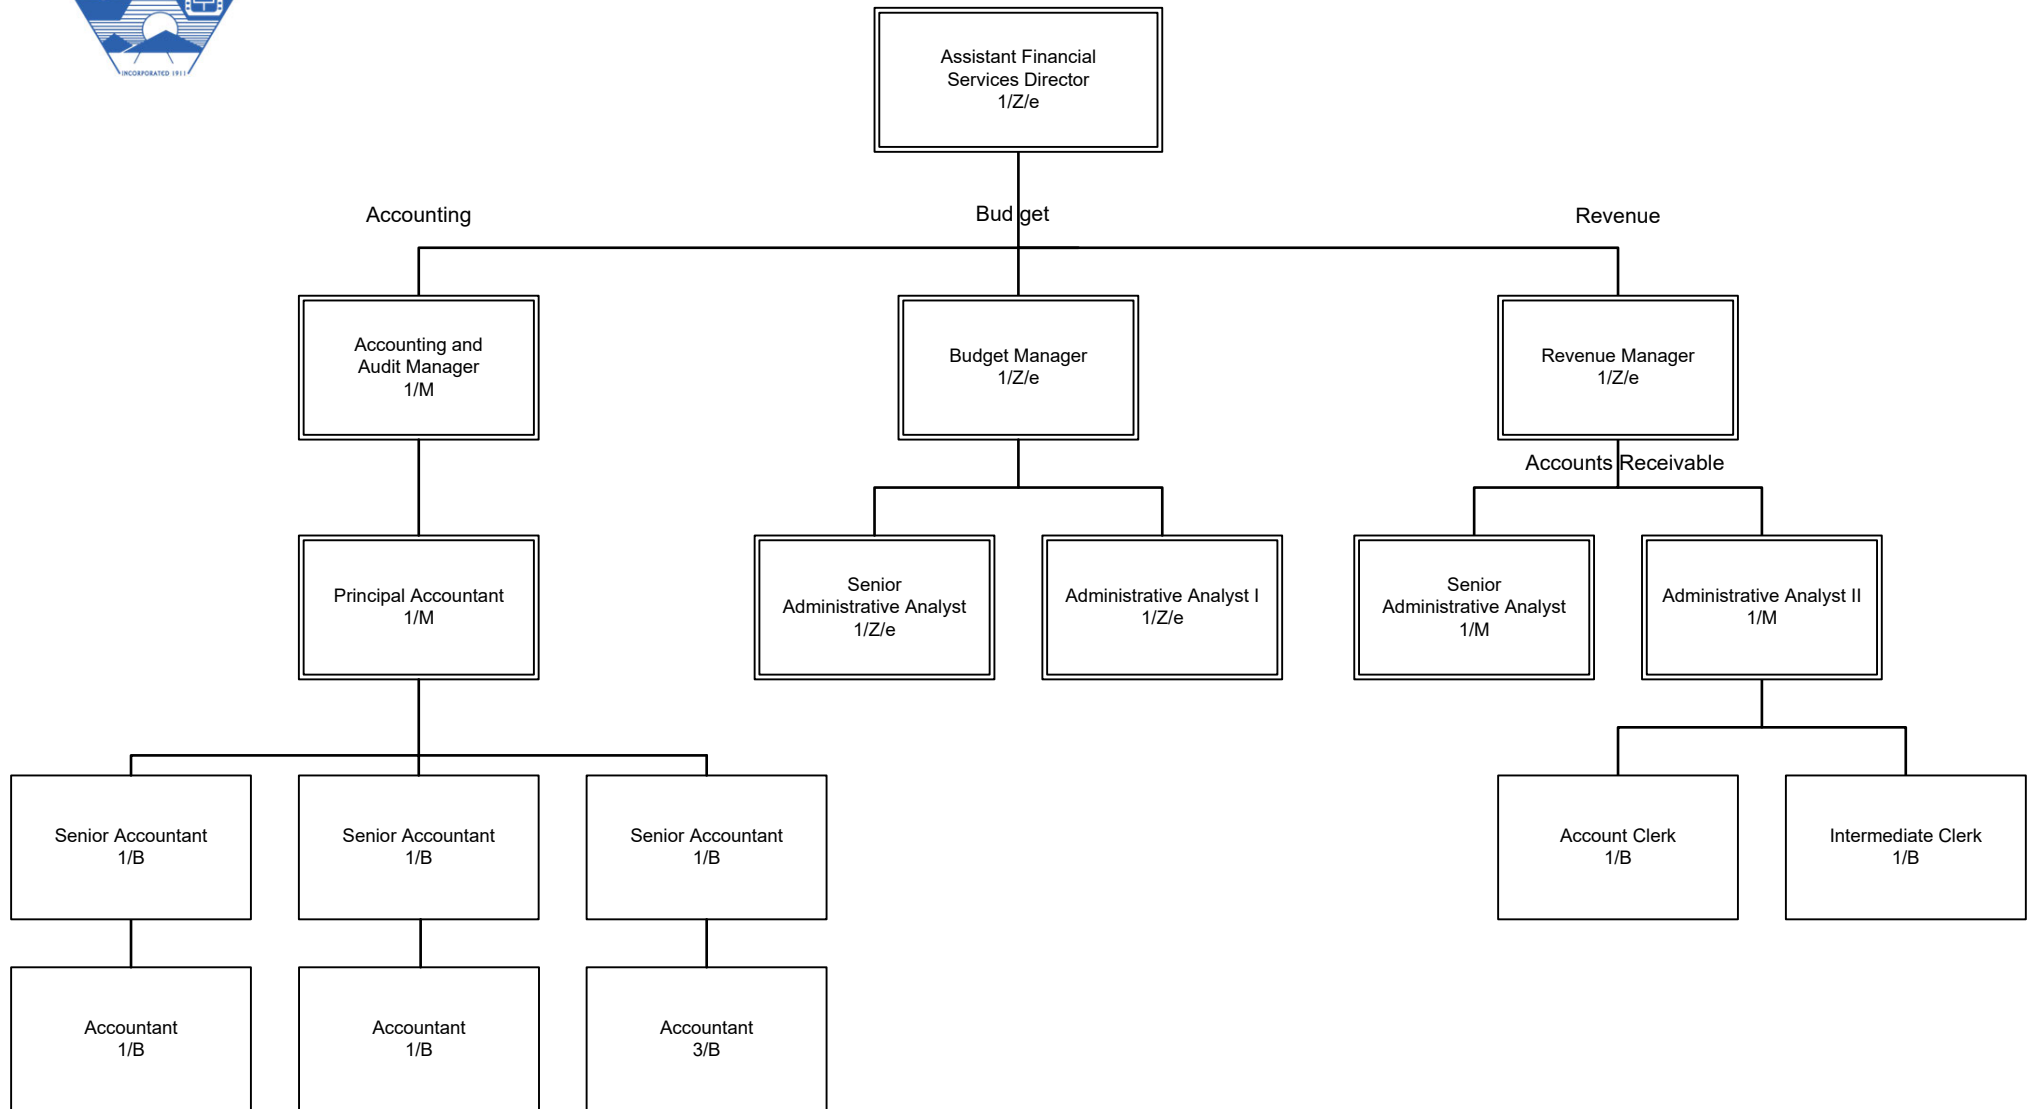 INCORPORATED 1911
Assistant Financial
Services Director
1/Z/e
Accounting
Budget
Revenue
Accounting and
Audit Manager
1/M
Budget Manager
1/Z/e
Revenue Manager
1/Z/e
Accounts Receivable
Principal Accountant
1/M
Senior
Administrative Analyst
1/Z/e
Administrative Analyst I
1/Z/e
Senior
Administrative Analyst
1/M
Administrative Analyst II
1/M
Senior Accountant
1/B
Senior Accountant
1/B
Senior Accountant
1/B
Account Clerk
1/B
Intermediate Clerk
1/B
Accountant
1/B
Accountant
1/B
Accountant
3/B